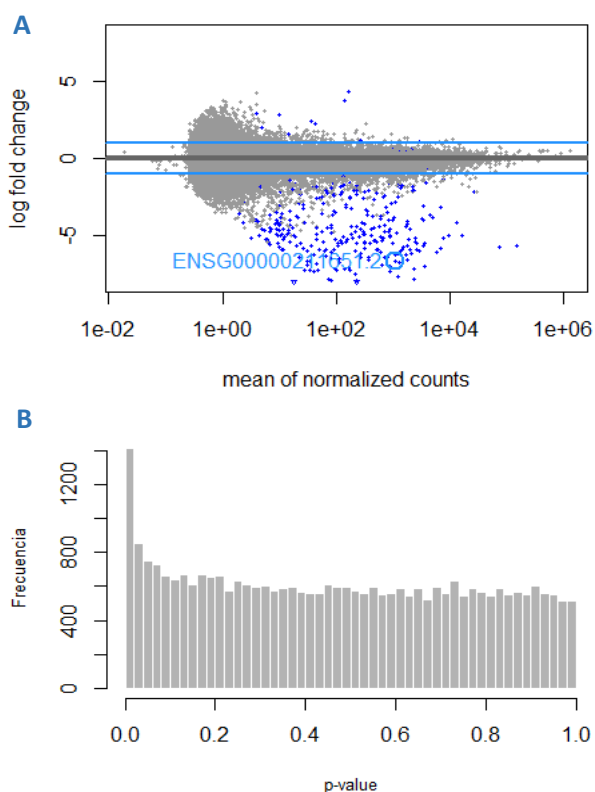 A
log fold change
5
0
-5
ENSG00000211651.2
1e-02 1e+00 1e+02 1e+04 1e+06
mean of normalized counts
B
Frecuencia
1200
800
400
0
0.0 0.2 0.4 0.6 0.8 1.0
p-value